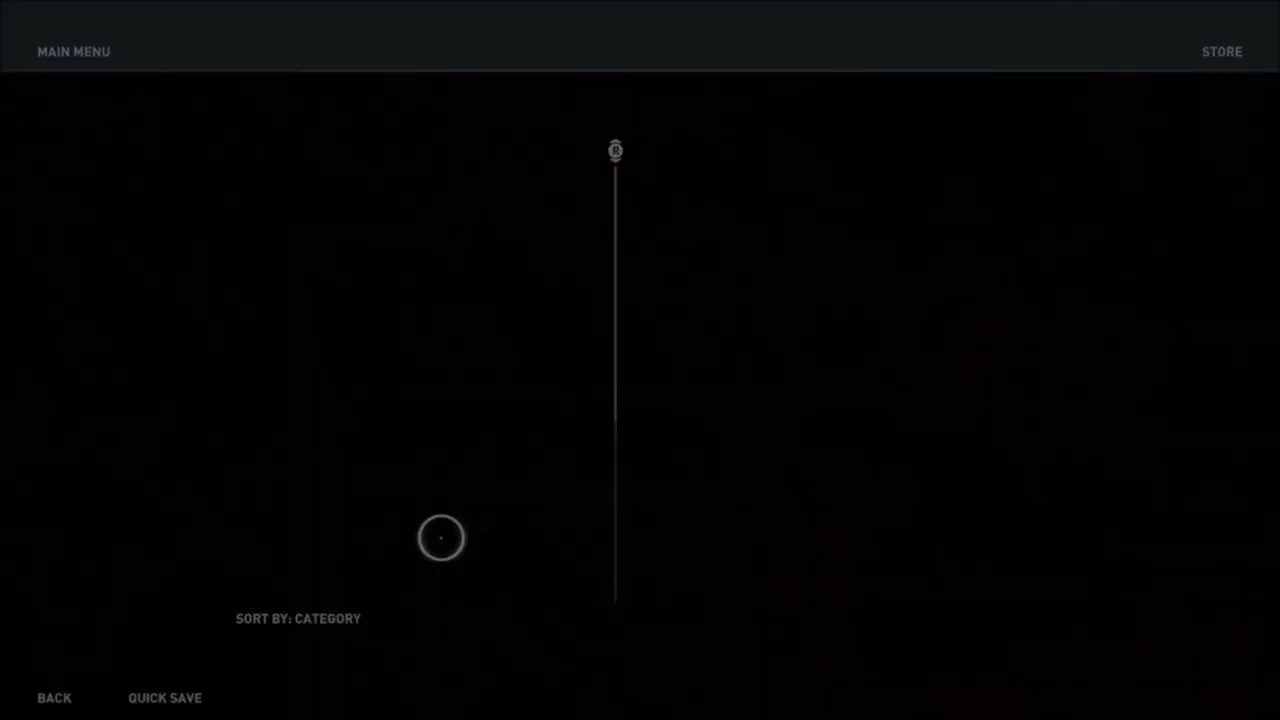 MAIN MENU
STORE
R
SORT BY: CATEGORY
BACK
QUICK SAVE